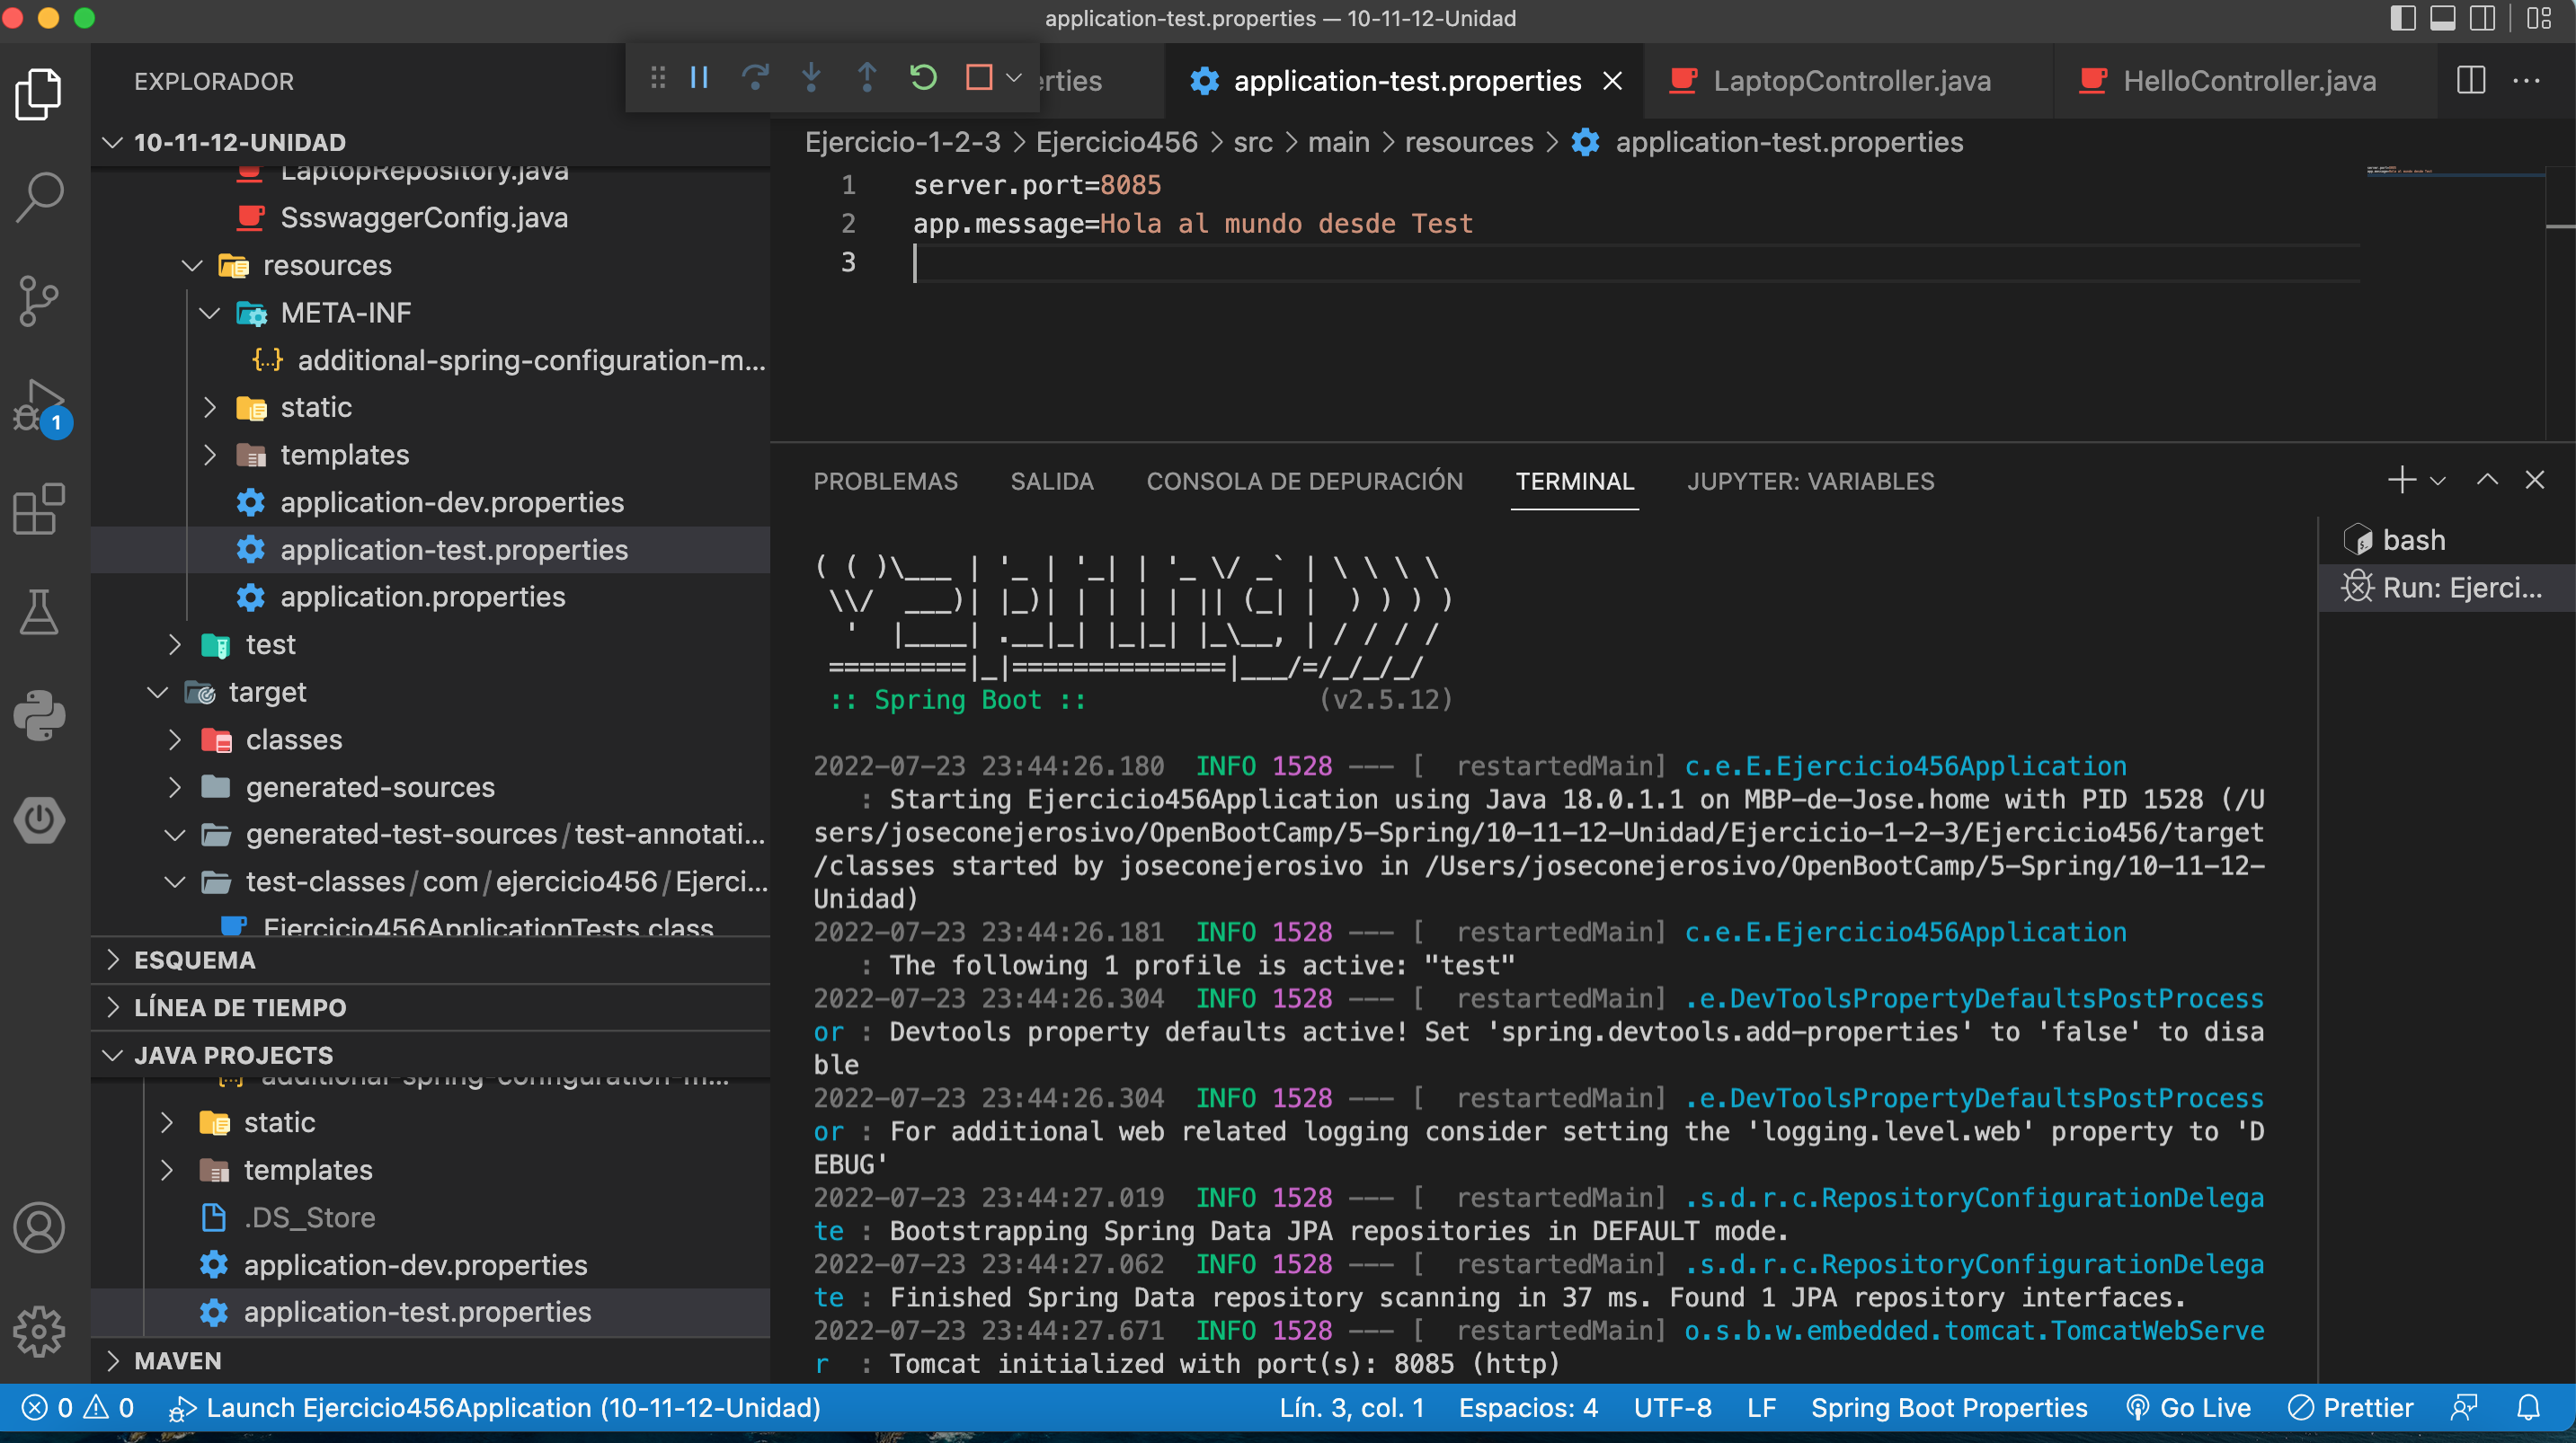 application-test.properties — 10-11-12-Unidad
EXPLORADOR
erties
application-test.properties
LaptopController.java
HelloController.java
10-11-12-UNIDAD
Ejercicio-1-2-3 > Ejercicio456 > src > main > resources > application-test.properties
LaptopRepository.java
SsswaggerConfig.java
resources
META-INF
additional-spring-configuration-m...
static
templates
application-dev.properties
application-test.properties
application.properties
test
target
classes
generated-sources
generated-test-sources/test-annotati...
test-classes/com/ejercicio456/Ejerci...
Ejercicio456ApplicationTests.class
ESQUEMA
LÍNEA DE TIEMPO
JAVA PROJECTS
additional-spring-configuration-m...
static
templates
.DS_Store
application-dev.properties
application-test.properties
MAVEN
1
1 server.port=8085
2 app.message=Hola al mundo desde Test
3
PROBLEMAS SALIDA CONSOLA DE DEPURACIÓN TERMINAL JUPYTER: VARIABLES
bash
Run: Ejerci...
( ( )\___ | '_ | '_| | '_ \/ _` | \ \ \ \
 \\/  ___)| |_)| | | | | || (_| |  ) ) ) )
  '  |____| .__|_| |_|_| |_\__, | / / / /
 =========|_|==============|___/=/_/_/_/
 :: Spring Boot ::               (v2.5.12)
2022-07-23 23:44:26.180  INFO 1528 --- [  restartedMain] c.e.E.Ejercicio456Application
   : Starting Ejercicio456Application using Java 18.0.1.1 on MBP-de-Jose.home with PID 1528 (/U
sers/joseconejerosivo/OpenBootCamp/5-Spring/10-11-12-Unidad/Ejercicio-1-2-3/Ejercicio456/target
/classes started by joseconejerosivo in /Users/joseconejerosivo/OpenBootCamp/5-Spring/10-11-12-
Unidad)
2022-07-23 23:44:26.181  INFO 1528 --- [  restartedMain] c.e.E.Ejercicio456Application
   : The following 1 profile is active: "test"
2022-07-23 23:44:26.304  INFO 1528 --- [  restartedMain] .e.DevToolsPropertyDefaultsPostProcess
or : Devtools property defaults active! Set 'spring.devtools.add-properties' to 'false' to disa
ble
2022-07-23 23:44:26.304  INFO 1528 --- [  restartedMain] .e.DevToolsPropertyDefaultsPostProcess
or : For additional web related logging consider setting the 'logging.level.web' property to 'D
EBUG'
2022-07-23 23:44:27.019  INFO 1528 --- [  restartedMain] .s.d.r.c.RepositoryConfigurationDelega
te : Bootstrapping Spring Data JPA repositories in DEFAULT mode.
2022-07-23 23:44:27.062  INFO 1528 --- [  restartedMain] .s.d.r.c.RepositoryConfigurationDelega
te : Finished Spring Data repository scanning in 37 ms. Found 1 JPA repository interfaces.
2022-07-23 23:44:27.671  INFO 1528 --- [  restartedMain] o.s.b.w.embedded.tomcat.TomcatWebServe
r  : Tomcat initialized with port(s): 8085 (http)
0 0 Launch Ejercicio456Application (10-11-12-Unidad) Lín. 3, col. 1 Espacios: 4 UTF-8 LF Spring Boot Properties Go Live Prettier